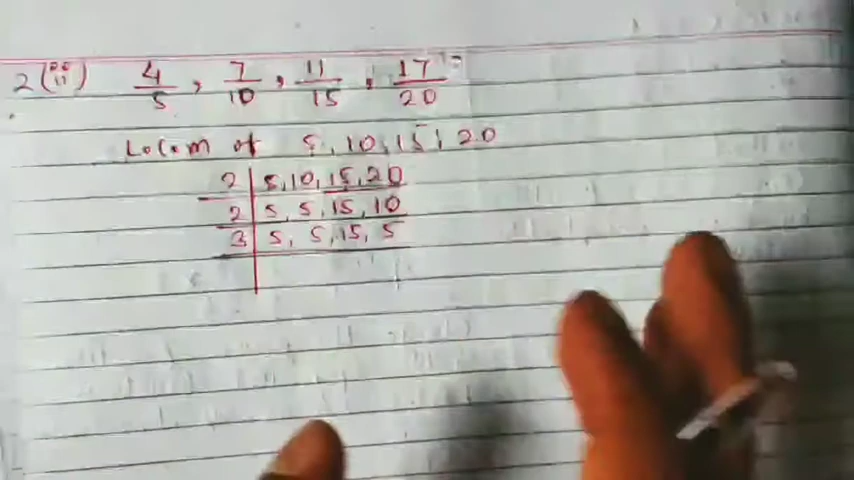 2(iii) 4/5, 7/10, 11/15, 17/20
L.C.M of 5, 10, 15, 20
2 | 5, 10, 15, 20
2 | 5, 5, 15, 10
3 | 5, 5, 15, 5